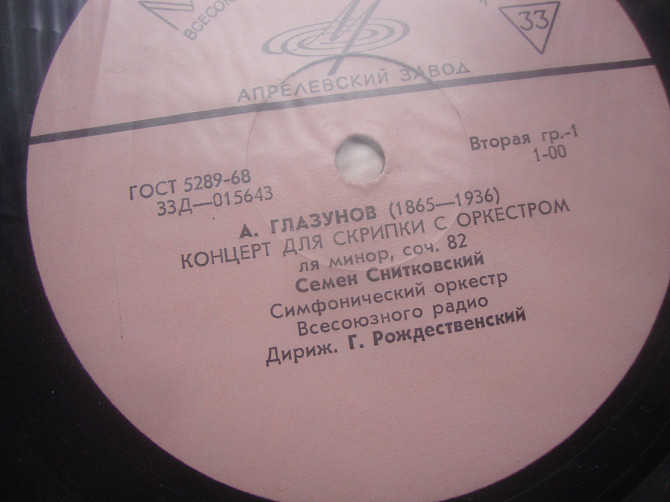 ВСЕСОЮЗ
33
АПРЕЛЕВСКИЙ ЗАВОД
ГОСТ 5289-68
Вторая гр.-1
33Д—015643
1-00
А. ГЛАЗУНОВ (1865—1936)
КОНЦЕРТ ДЛЯ СКРИПКИ С ОРКЕСТРОМ
ля минор, соч. 82
Семен Снитковский
Симфонический оркестр
Всесоюзного радио
Дириж. Г. Рождественский